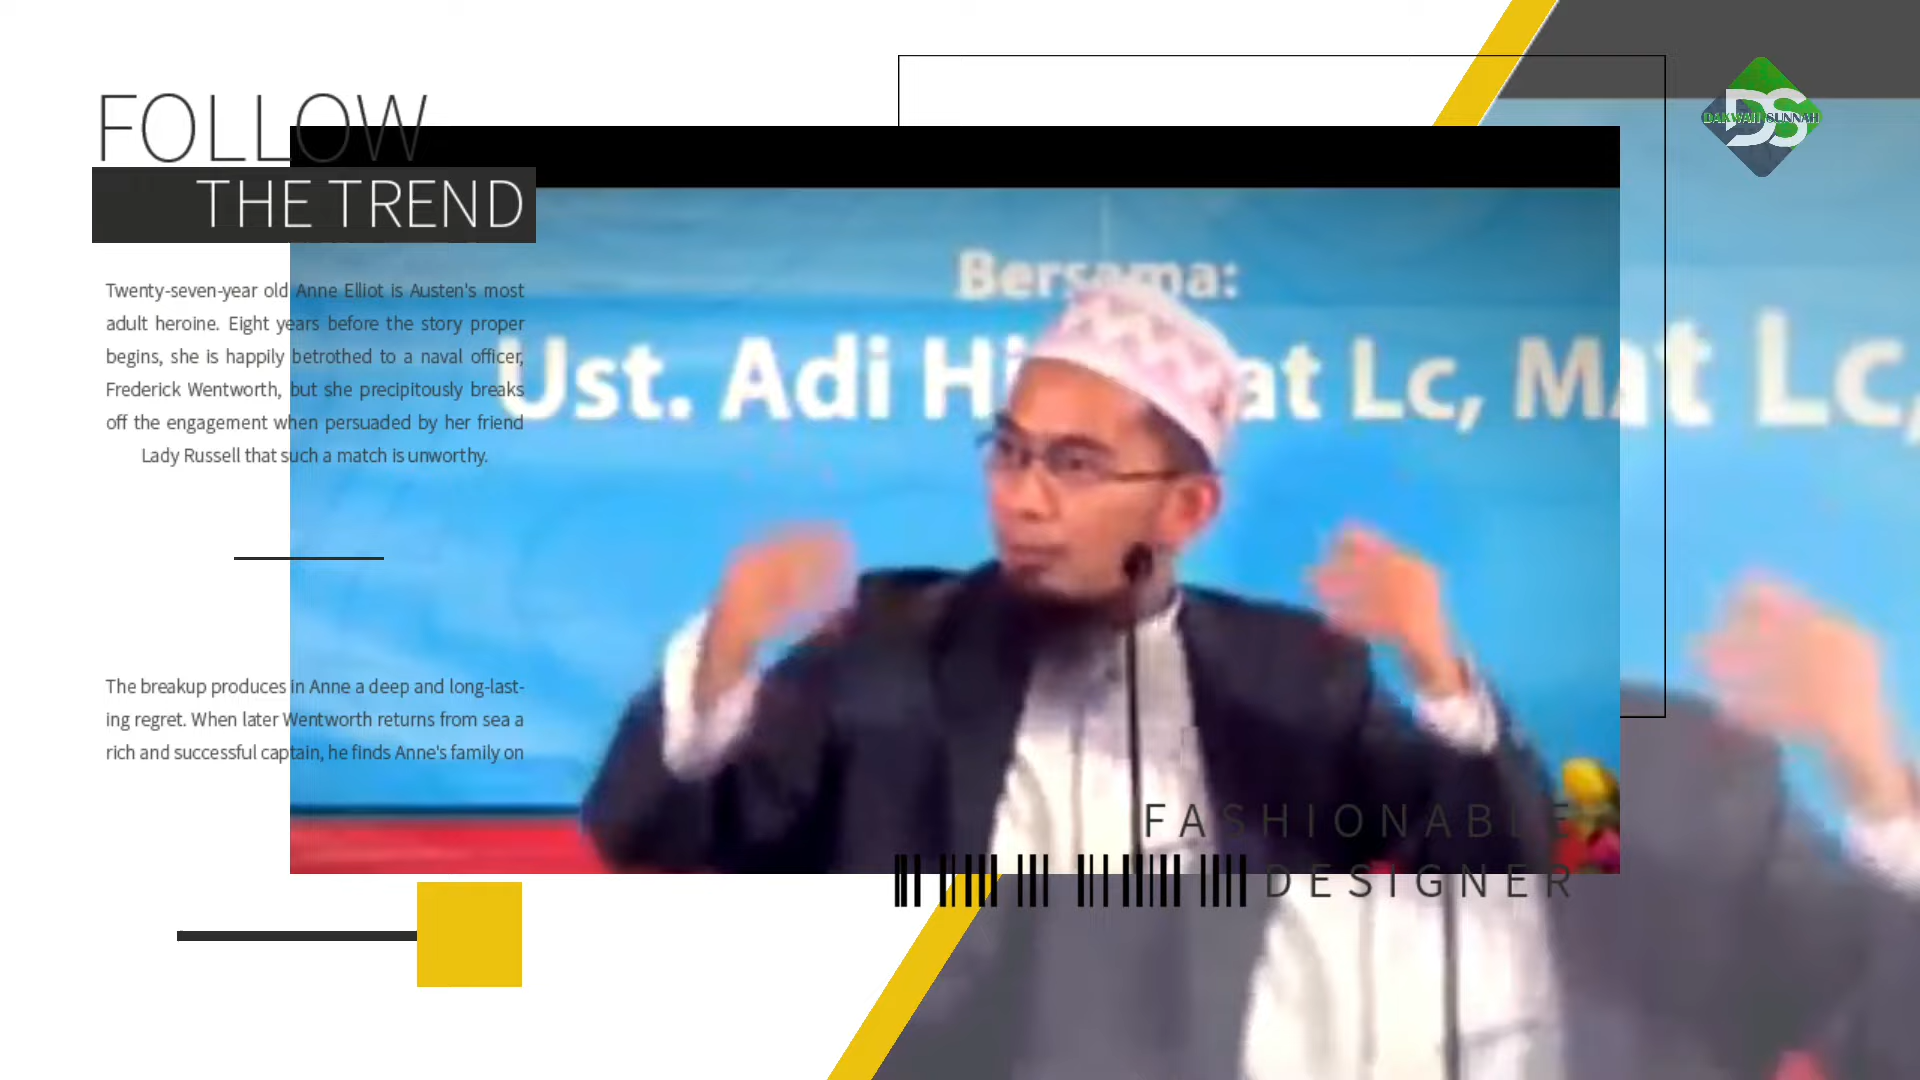 FOLLOW
THE TREND
Twenty-seven-year old Anne Elliot is Austen's most
adult heroine. Eight years before the story proper
begins, she is happily betrothed to a naval officer,
Frederick Wentworth, but she precipitously breaks
off the engagement when persuaded by her friend
Lady Russell that such a match is unworthy.
The breakup produces in Anne a deep and long-last-
ing regret. When later Wentworth returns from sea a
rich and successful captain, he finds Anne's family on
DS
DAKWAH SUNNAH
Bersama:
Ust. Adi Hi at Lc, M
at Lc,
FASHIONABLE
DESIGNER